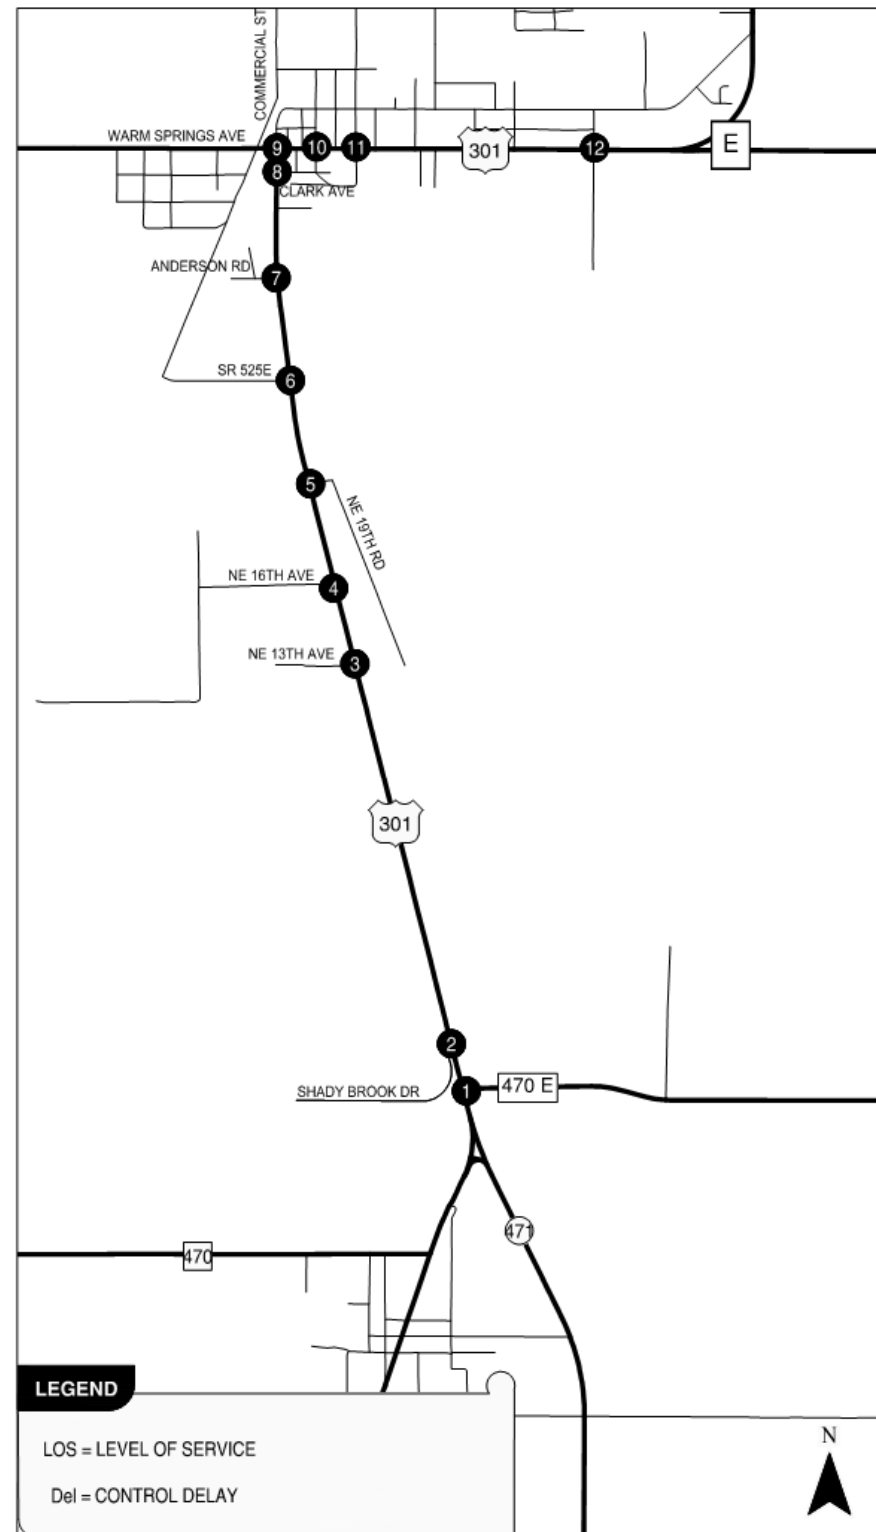 COMMERCIAL ST
WARM SPRINGS AVE
9
10
11
301
12
E
8
CLARK AVE
ANDERSON RD
7
SR 525E
6
5
NE 19TH RD
NE 16TH AVE
4
NE 13TH AVE
3
301
2
SHADY BROOK DR
1
470 E
471
470
LEGEND
LOS = LEVEL OF SERVICE
Del = CONTROL DELAY
N